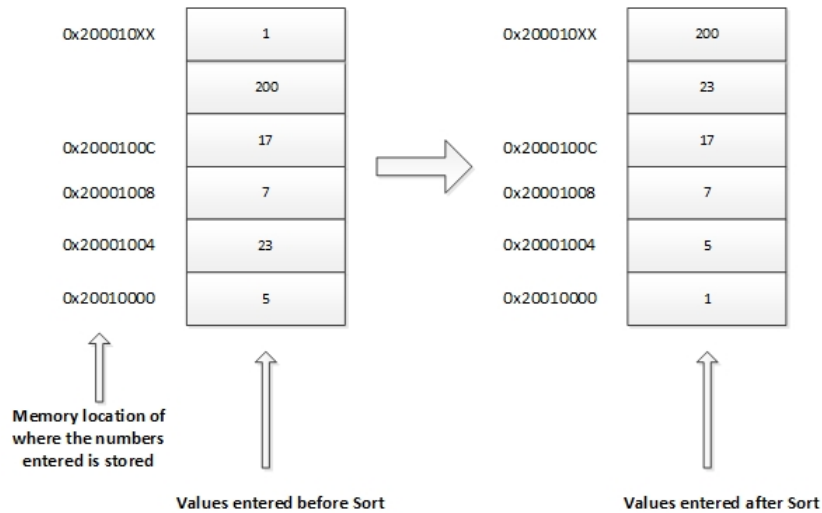 0x200010XX 1 0x200010XX 200
200 23
0x2000100C 17 0x2000100C 17
0x20001008 7 0x20001008 7
0x20001004 23 0x20001004 5
0x20010000 5 0x20010000 1
Memory location of
where the numbers
entered is stored
Values entered before Sort Values entered after Sort